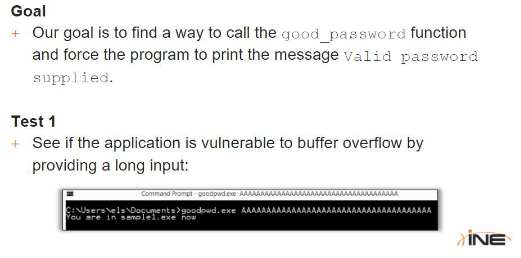 Goal
+ Our goal is to find a way to call the good_password function
and force the program to print the message Valid password
supplied.
Test 1
+ See if the application is vulnerable to buffer overflow by
providing a long input:
Command Prompt - goodpwd.exe AAAAAAAAAAAAAAAAAAAAAAAAAAAAAAAAAAAAAA
C:\Users\els\Documents>goodpwd.exe AAAAAAAAAAAAAAAAAAAAAAAAAAAAAAAAAAAAAA
You are in sample1.exe now
INE